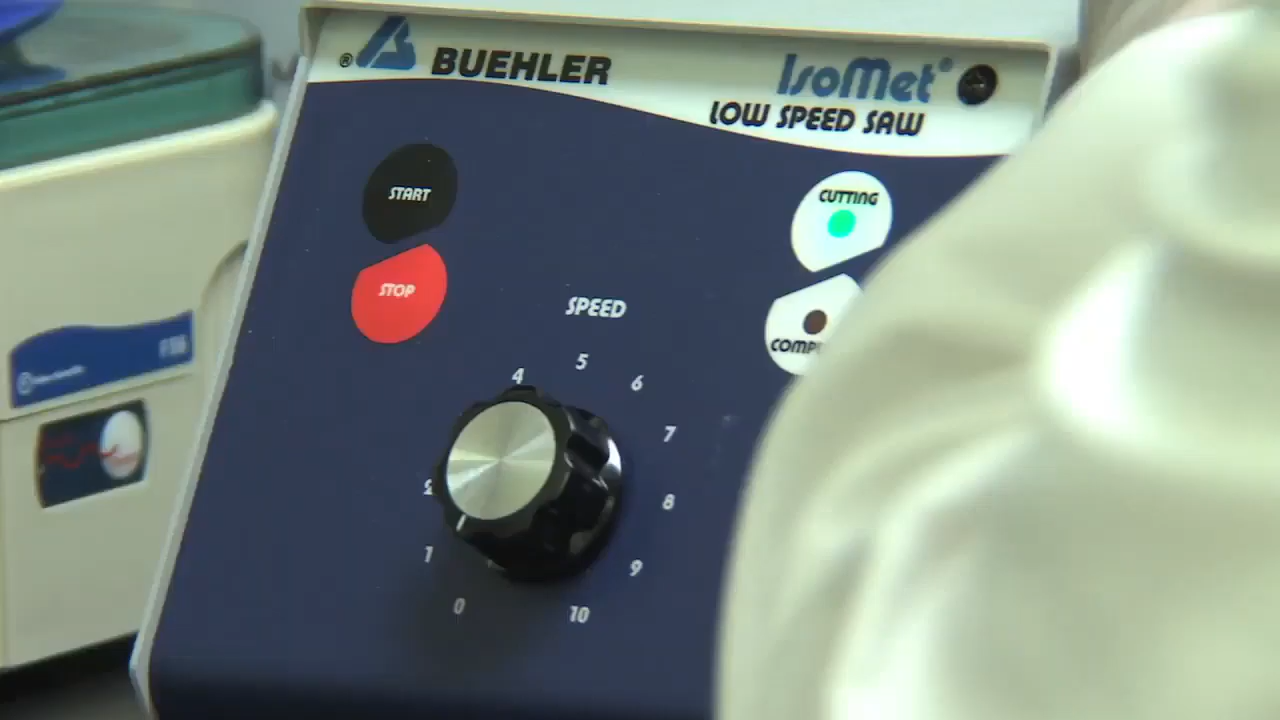 ® BUEHLER
IsoMet®
LOW SPEED SAW
START
CUTTING
STOP
SPEED
5
4
6
7
2
8
1
9
0
10